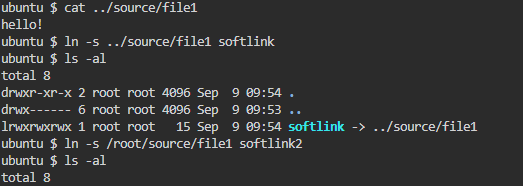 ubuntu $ cat ../source/file1
hello!
ubuntu $ ln -s ../source/file1 softlink
ubuntu $ ls -al
total 8
drwxr-xr-x 2 root root 4096 Sep  9 09:54 .
drwx------ 6 root root 4096 Sep  9 09:53 ..
lrwxrwxrwx 1 root root   15 Sep  9 09:54 softlink -> ../source/file1
ubuntu $ ln -s /root/source/file1 softlink2
ubuntu $ ls -al
total 8